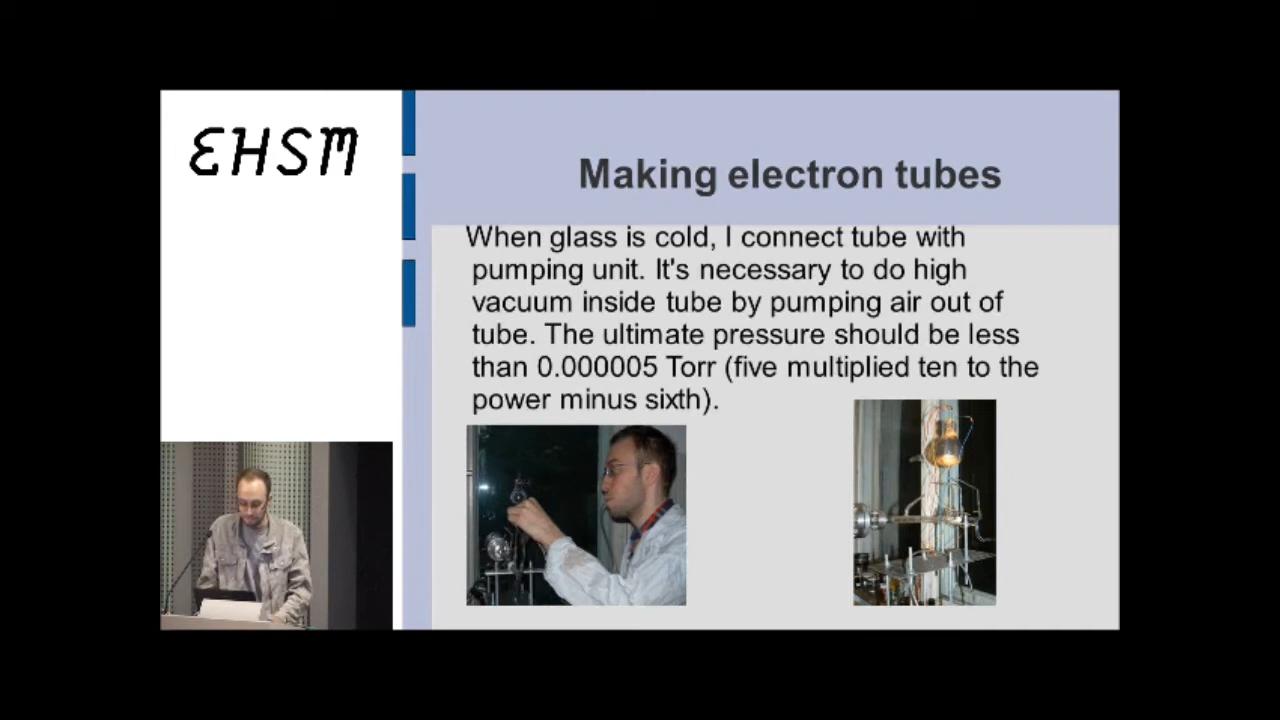 EHSM
Making electron tubes
When glass is cold, I connect tube with
pumping unit. It's necessary to do high
vacuum inside tube by pumping air out of
tube. The ultimate pressure should be less
than 0.000005 Torr (five multiplied ten to the
power minus sixth).